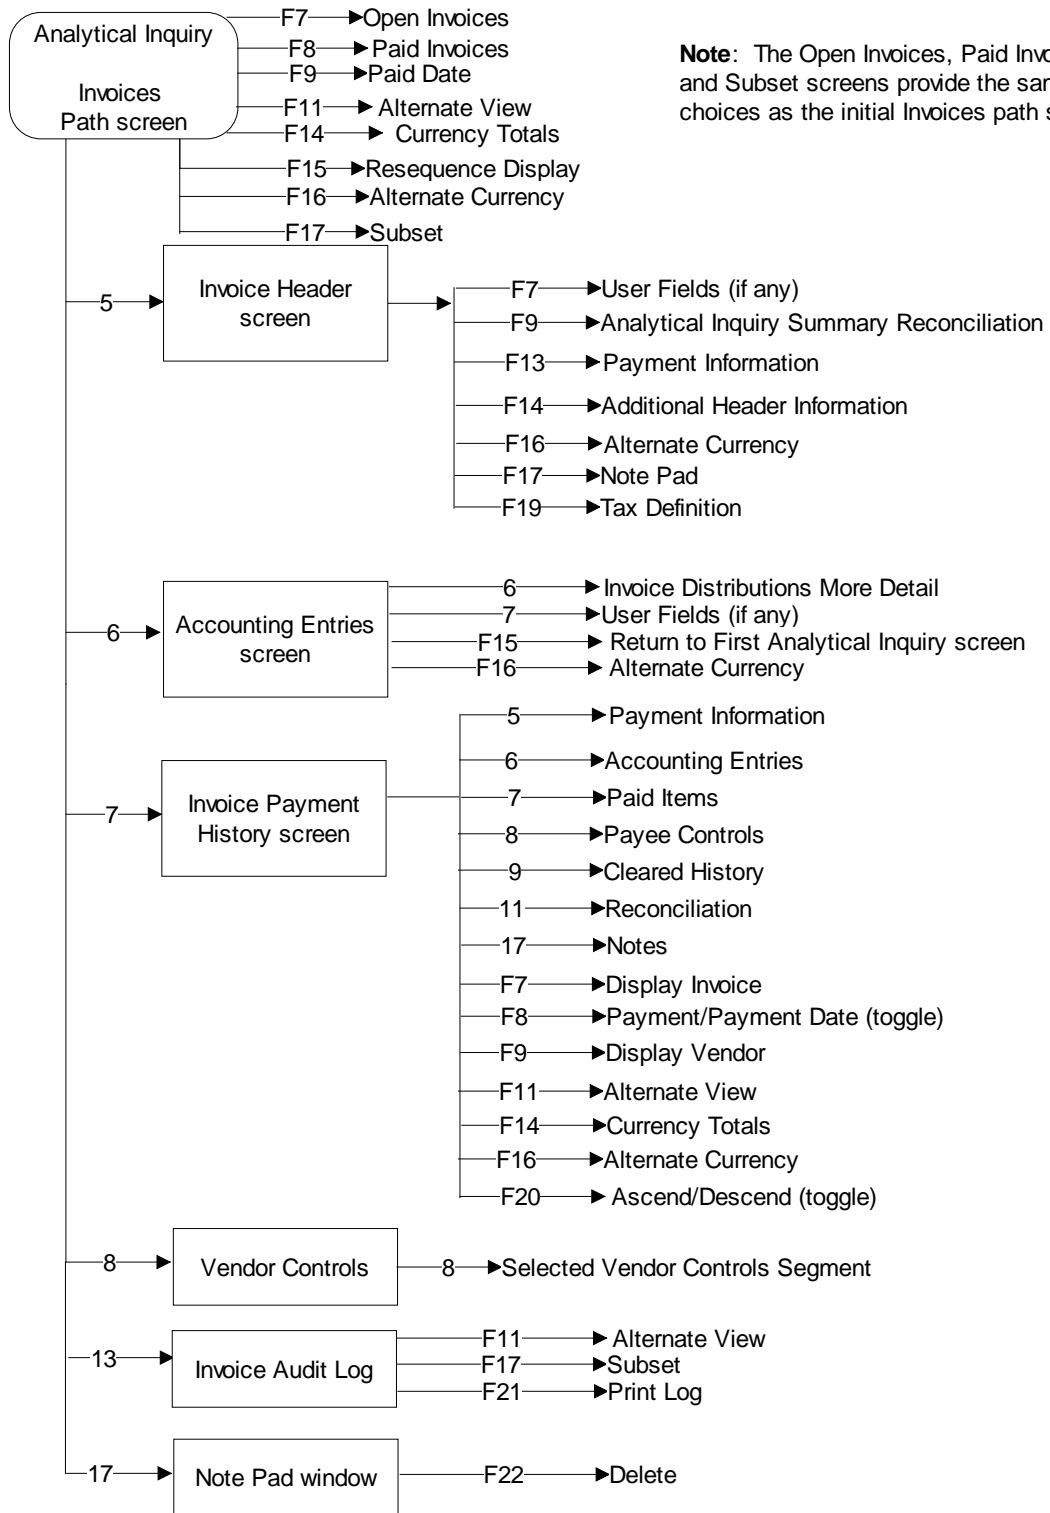 Analytical Inquiry
Invoices
Path screen
F7 Open Invoices
F8 Paid Invoices
F9 Paid Date
F11 Alternate View
F14 Currency Totals
F15 Resequence Display
F16 Alternate Currency
F17 Subset
Note: The Open Invoices, Paid
and Subset screens provide the
choices as the initial Invoices path
5 Invoice Header
screen
F7 User Fields (if any)
F9 Analytical Inquiry Summary Reconciliation
F13 Payment Information
F14 Additional Header Information
F16 Alternate Currency
F17 Note Pad
F19 Tax Definition
6 Accounting Entries
screen
6 Invoice Distributions More Detail
7 User Fields (if any)
F15 Return to First Analytical Inquiry screen
F16 Alternate Currency
7 Invoice Payment
History screen
5 Payment Information
6 Accounting Entries
7 Paid Items
8 Payee Controls
9 Cleared History
11 Reconciliation
17 Notes
F7 Display Invoice
F8 Payment/Payment Date (toggle)
F9 Display Vendor
F11 Alternate View
F14 Currency Totals
F16 Alternate Currency
F20 Ascend/Descend (toggle)
8 Vendor Controls
8 Selected Vendor Controls Segment
13 Invoice Audit Log
F11 Alternate View
F17 Subset
F21 Print Log
17 Note Pad window
F22 Delete